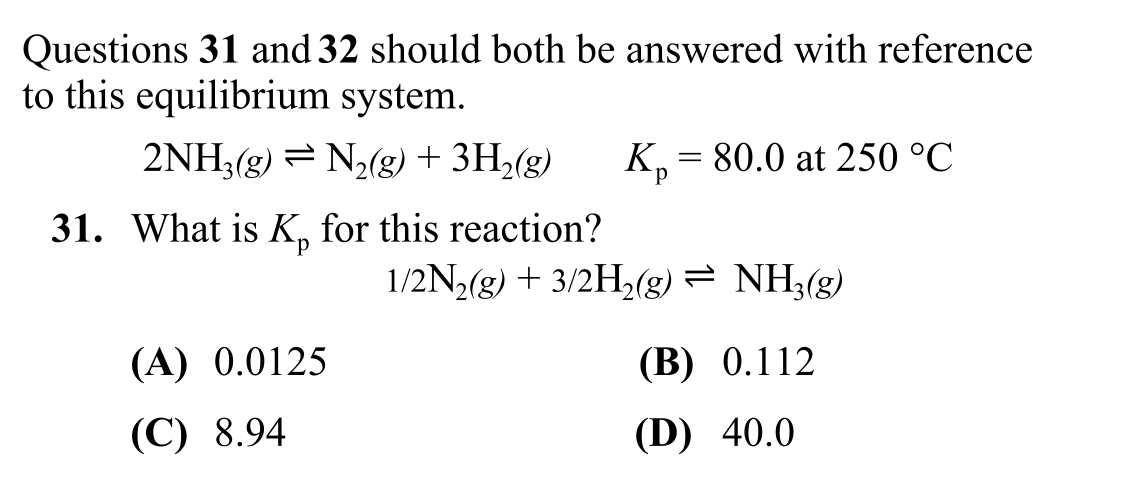 Questions 31 and 32 should both be answered with reference
to this equilibrium system.
2NH₃(g) ⇌ N₂(g) + 3H₂(g) Kₚ = 80.0 at 250 °C
31. What is Kₚ for this reaction?
1/2N₂(g) + 3/2H₂(g) ⇌ NH₃(g)
(A) 0.0125 (B) 0.112
(C) 8.94 (D) 40.0